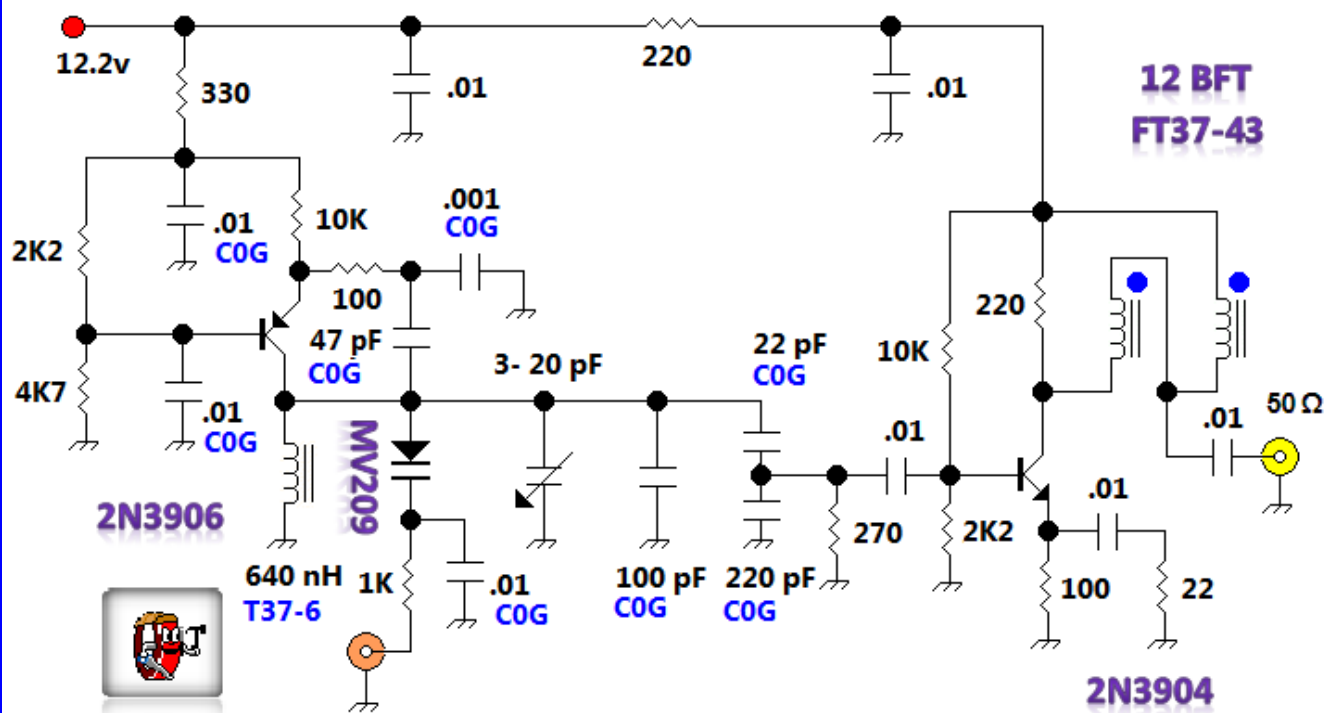 12.2v
330
.01
220
.01
12 BFT
FT37-43
2K2
.01
C0G
10K
.001
C0G
100
47 pF
C0G
3- 20 pF
22 pF
C0G
10K
220
4K7
.01
C0G
MV209
.01
.01
50 Ω
2N3906
640 nH
T37-6
1K
.01
C0G
100 pF
C0G
220 pF
C0G
270
2K2
.01
100
22
2N3904